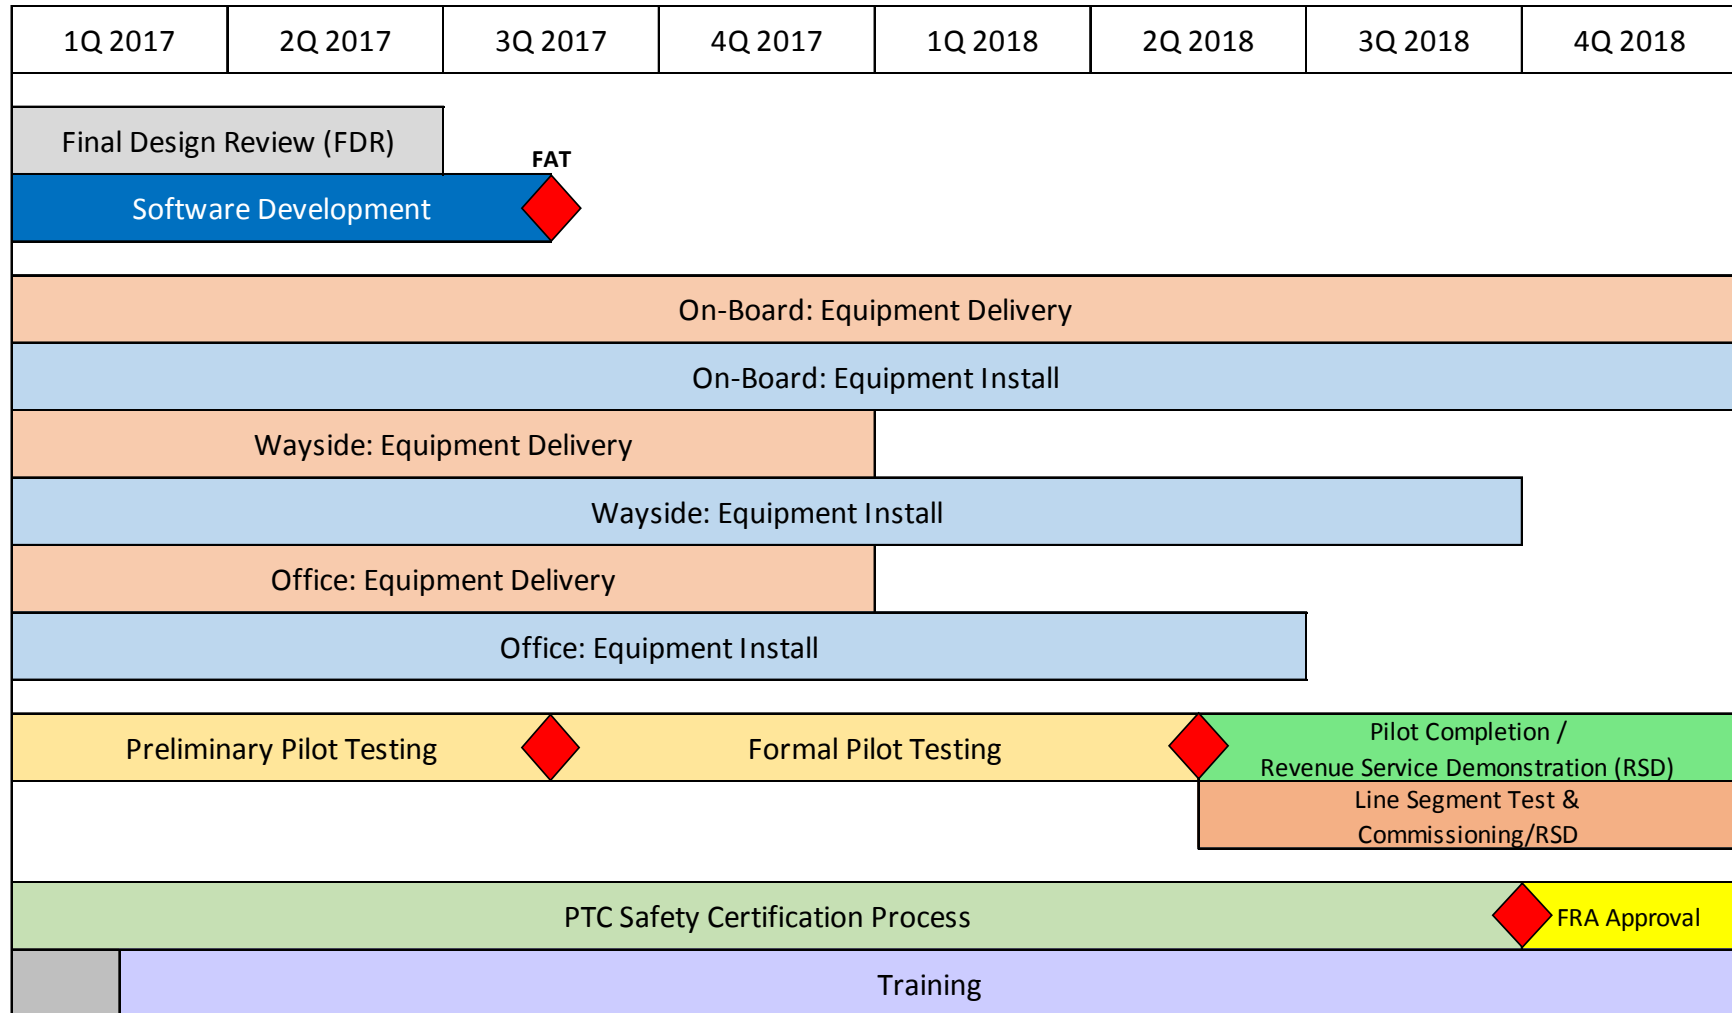 1Q 2017 2Q 2017 3Q 2017 4Q 2017 1Q 2018 2Q 2018 3Q 2018 4Q 2018
Final Design Review (FDR)
FAT
Software Development
On-Board: Equipment Delivery
On-Board: Equipment Install
Wayside: Equipment Delivery
Wayside: Equipment Install
Office: Equipment Delivery
Office: Equipment Install
Preliminary Pilot Testing
Formal Pilot Testing
Pilot Completion /
Revenue Service Demonstration (RSD)
Line Segment Test &
Commissioning/RSD
PTC Safety Certification Process
FRA Approval
Training